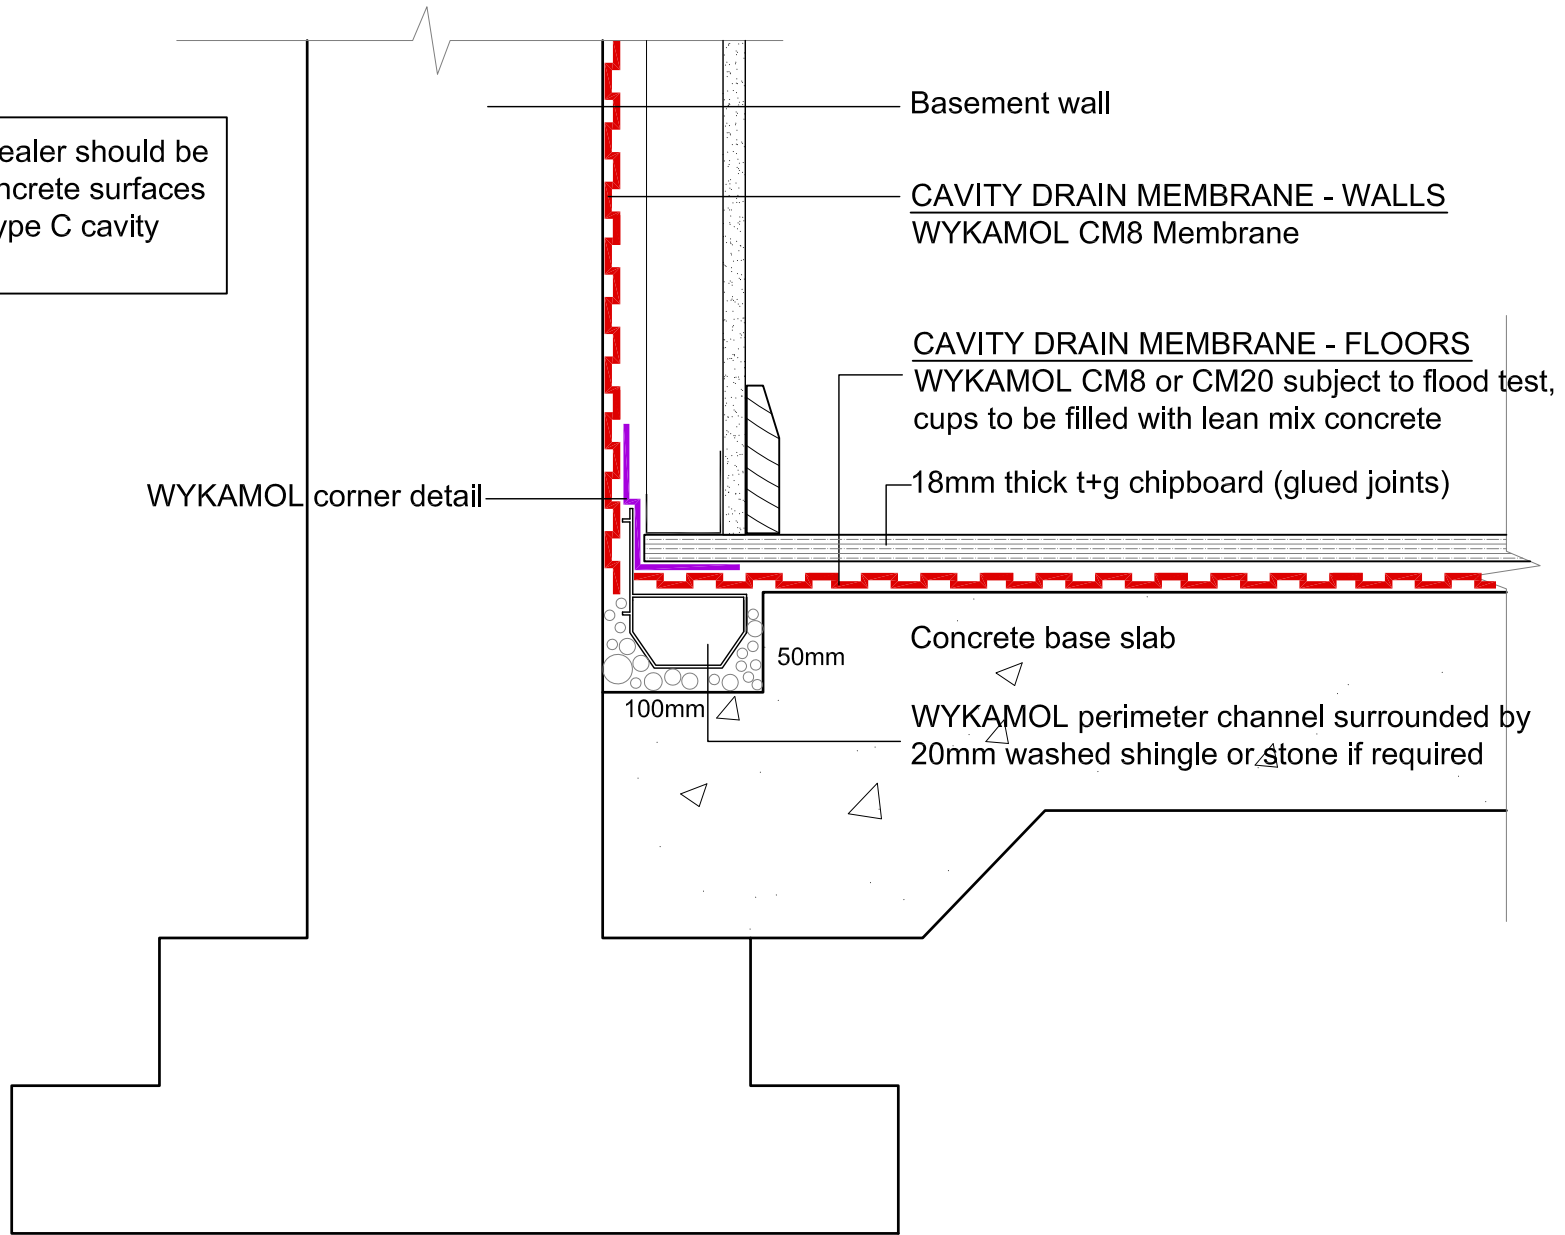 Basement wall
ealer should be
ncrete surfaces
ype C cavity
CAVITY DRAIN MEMBRANE - WALLS
WYKAMOL CM8 Membrane
CAVITY DRAIN MEMBRANE - FLOORS
WYKAMOL CM8 or CM20 subject to flood test,
cups to be filled with lean mix concrete
18mm thick t+g chipboard (glued joints)
WYKAMOL corner detail
Concrete base slab
50mm
100mm
WYKAMOL perimeter channel surrounded by
20mm washed shingle or stone if required